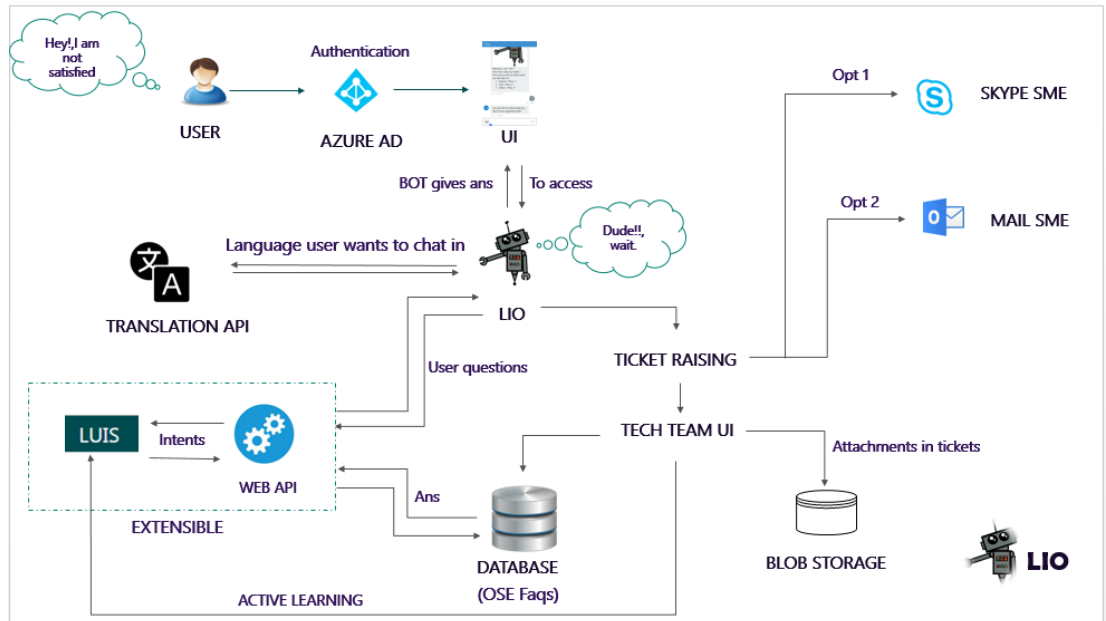 Hey!,I am
not
satisfied
Authentication
Opt 1
SKYPE SME
USER
AZURE AD
UI
BOT gives ans
To access
Opt 2
MAIL SME
Dude!!,
wait.
Language user wants to chat in
文
A
TRANSLATION API
LIO
TICKET RAISING
User questions
LUIS
Intents
WEB API
TECH TEAM UI
Attachments in tickets
Ans
EXTENSIBLE
DATABASE
(OSE Faqs)
BLOB STORAGE
LIO
ACTIVE LEARNING